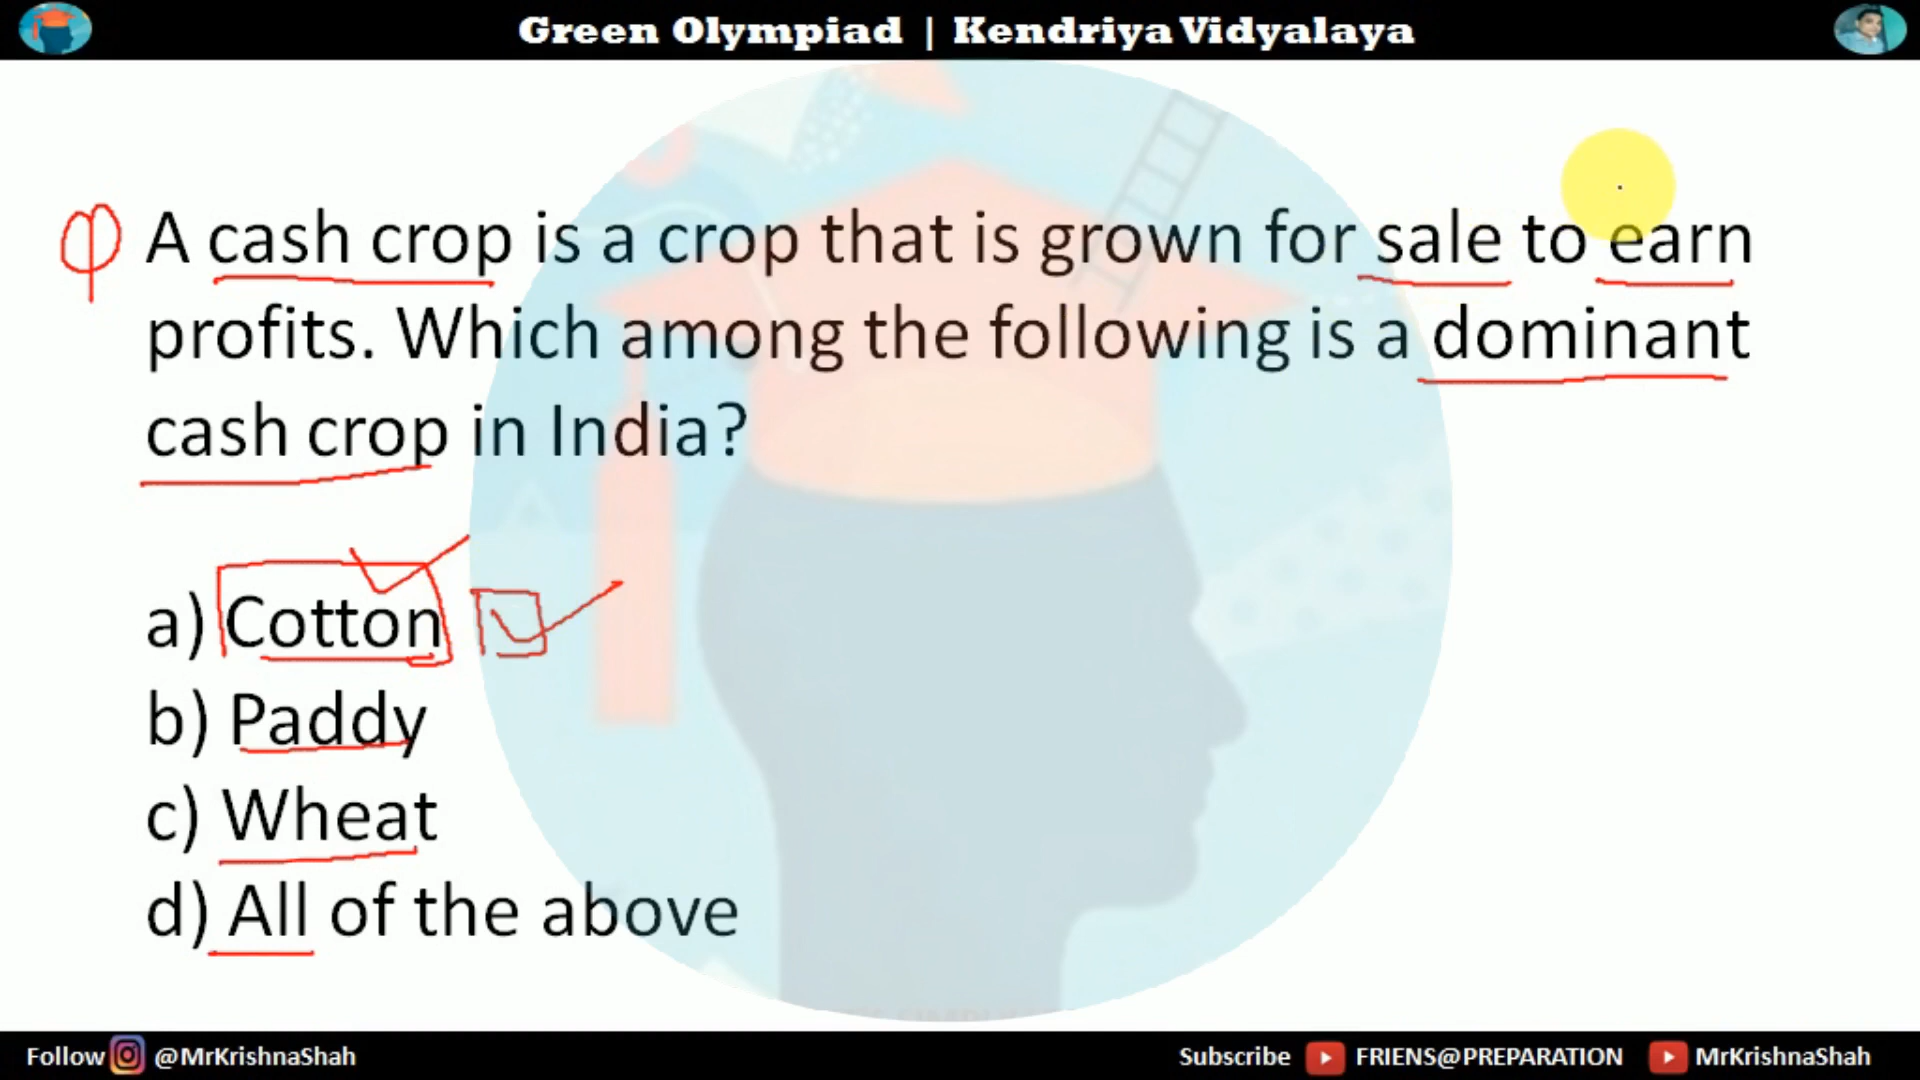 Green Olympiad | Kendriya Vidyalaya
Q A cash crop is a crop that is grown for sale to earn
profits. Which among the following is a dominant
cash crop in India?
a) Cotton
b) Paddy
c) Wheat
d) All of the above
Follow @MrKrishnaShah
Subscribe FRIENS@PREPARATION MrKrishnaShah